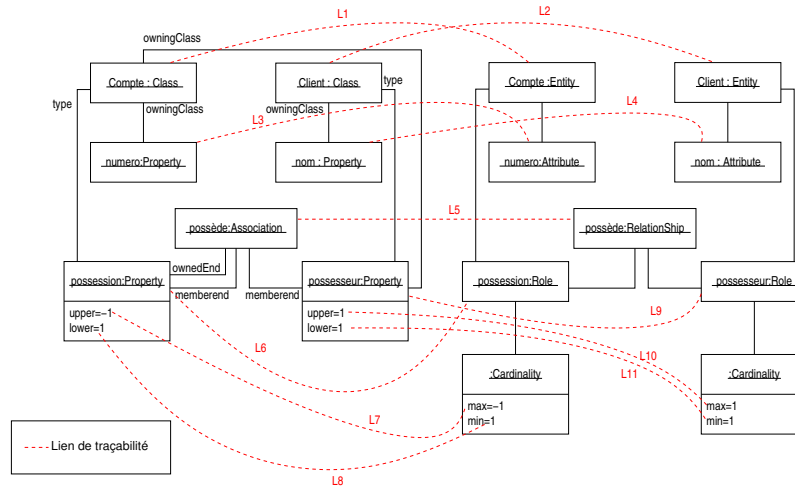 L1
L2
owningClass
Compte : Class
Client : Class
type
Compte :Entity
Client : Entity
type
owningClass
owningClass
L3
L4
numero:Property
nom : Property
numero:Attribute
nom : Attribute
possède:Association
L5
possède:RelationShip
ownedEnd
possession:Property
memberend
memberend
possesseur:Property
possession:Role
possesseur:Role
upper=−1
lower=1
upper=1
lower=1
L9
L6
L10
L11
:Cardinality
:Cardinality
max=−1
min=1
max=1
min=1
L7
Lien de traçabilité
L8